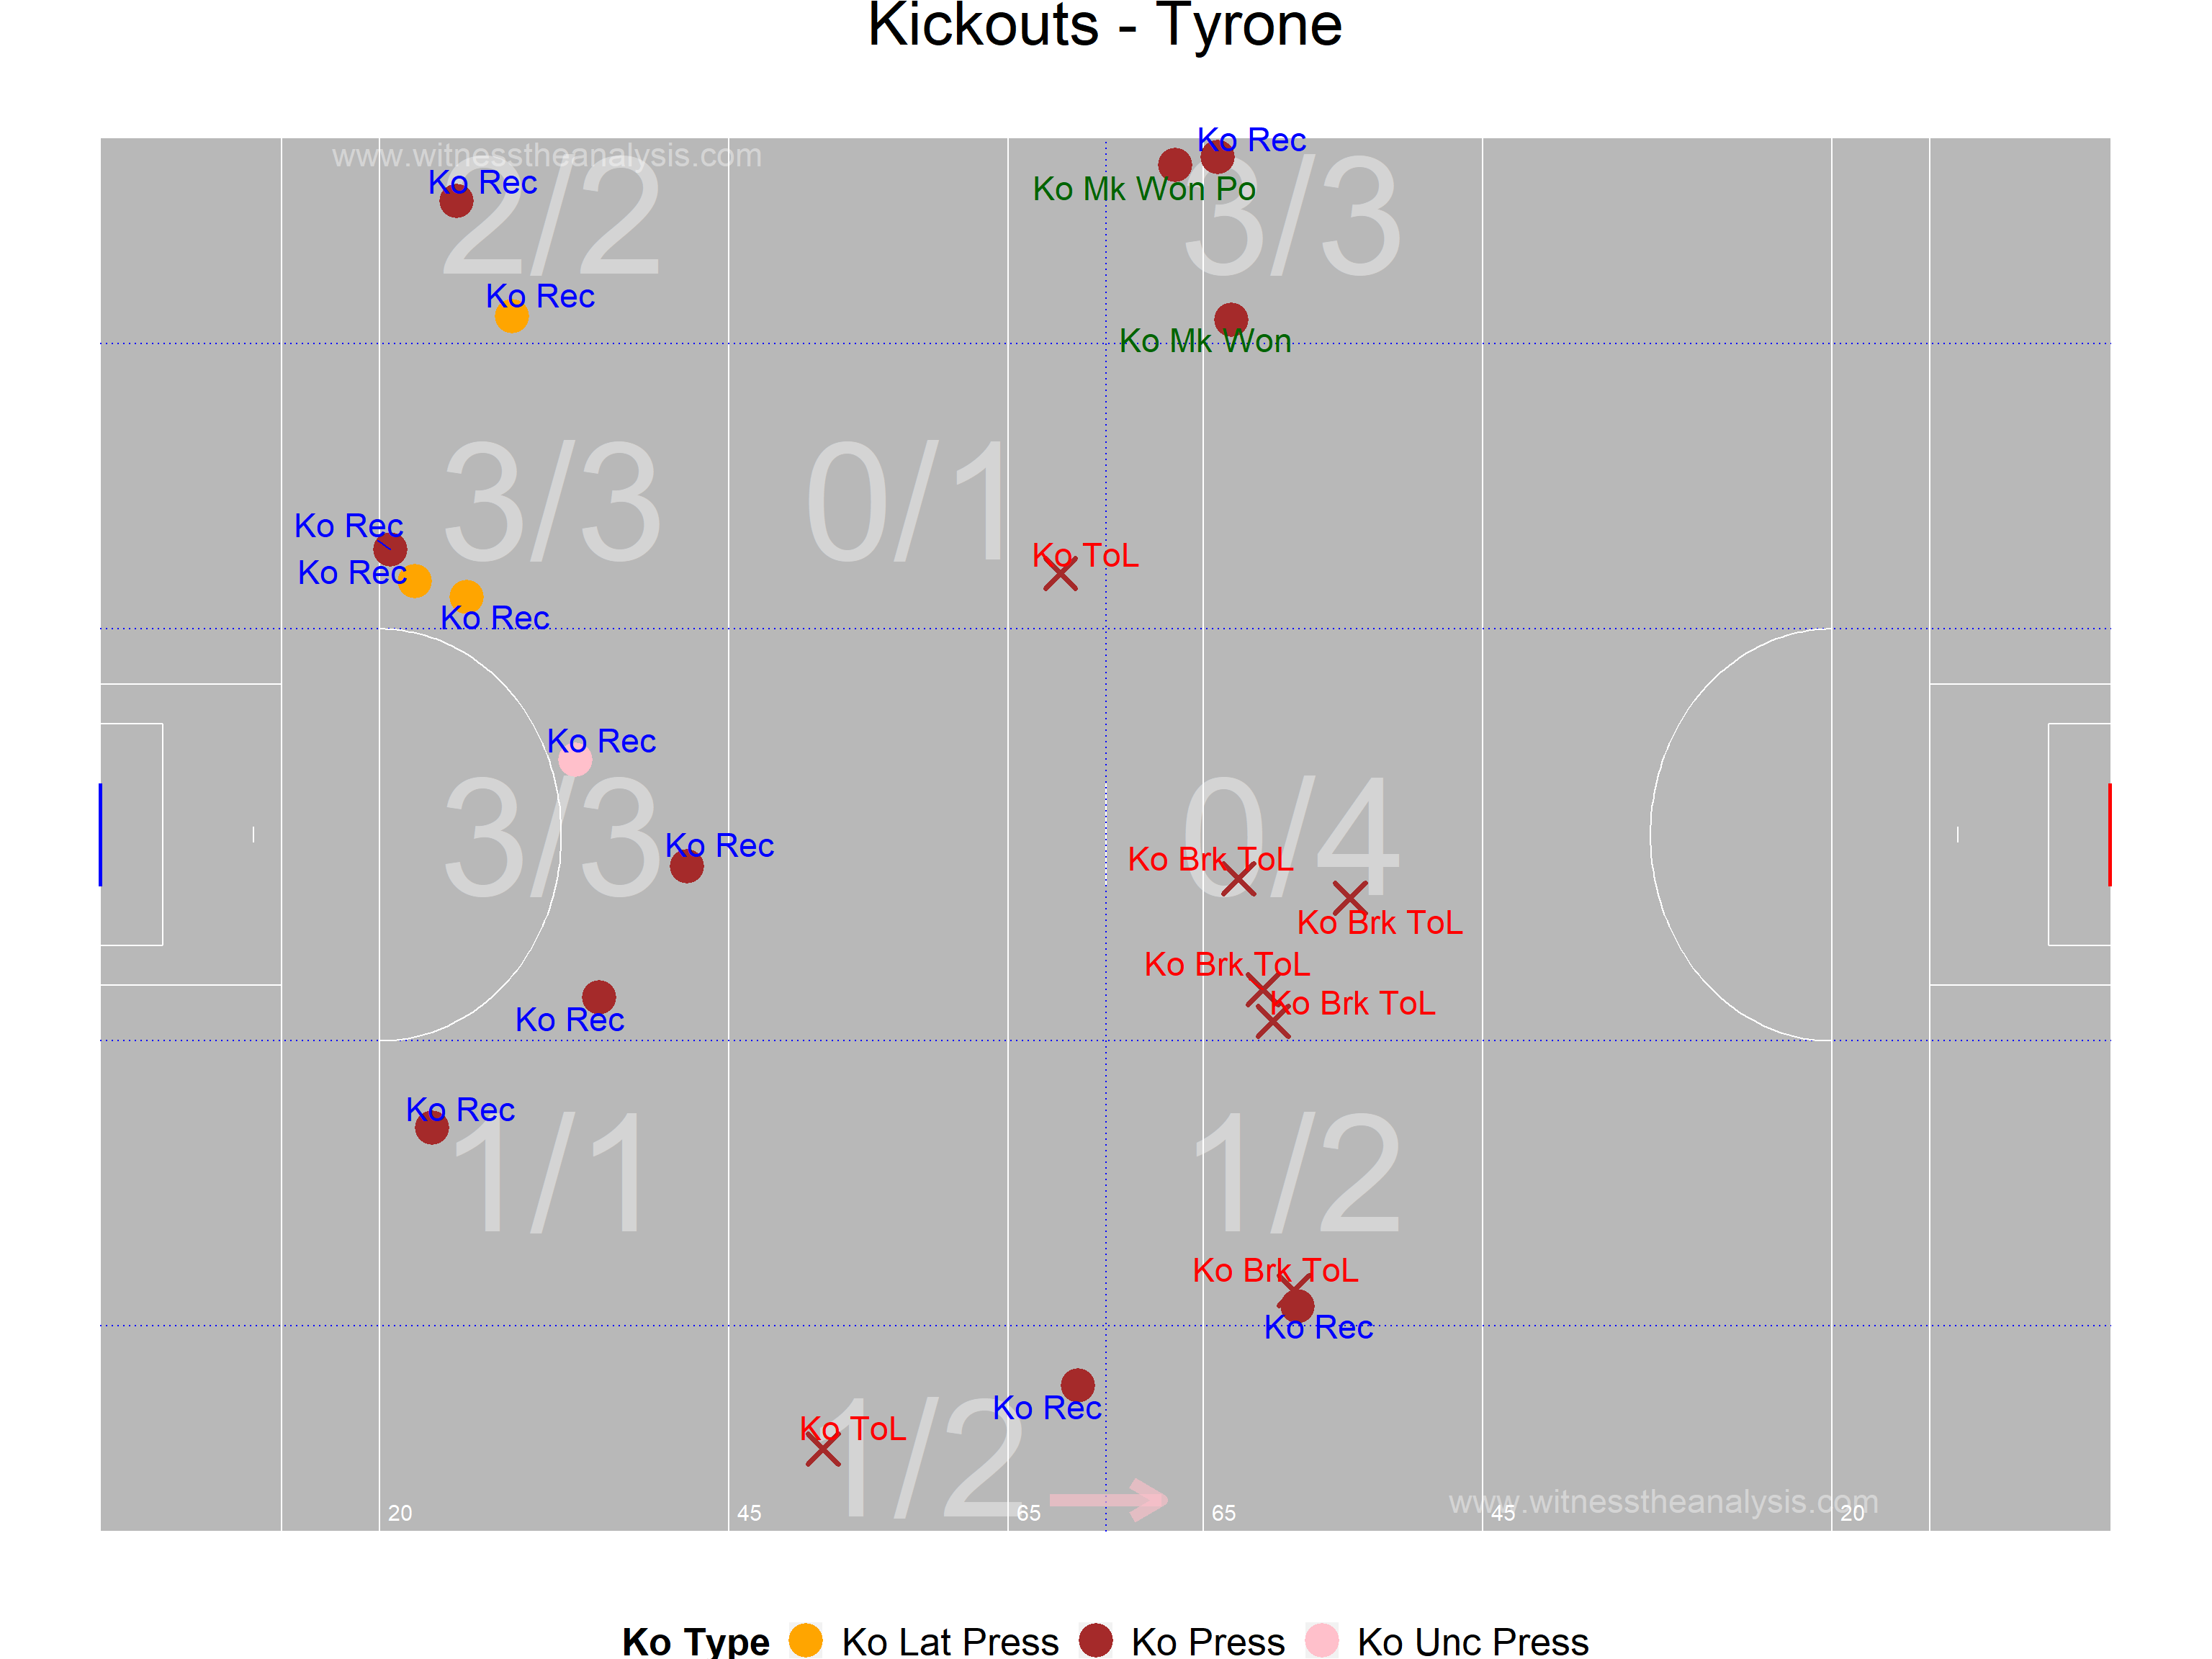 Kickouts - Tyrone
www.witnesstheanalysis.com
Ko Rec
Ko Rec
2/2
3/3
Ko Mk Won Po
Ko Rec
Ko Mk Won
3/3
0/1
Ko Rec
Ko ToL
Ko Rec
Ko Rec
Ko Rec
3/3
0/4
Ko Rec
Ko Brk ToL
Ko Brk ToL
Ko Brk ToL
Ko Brk ToL
Ko Rec
Ko Rec
1/1
1/2
Ko Brk ToL
Ko Rec
Ko Rec
Ko ToL
1/2
www.witnesstheanalysis.com
20 45 65 65 45 20
Ko Type Ko Lat Press Ko Press Ko Unc Press